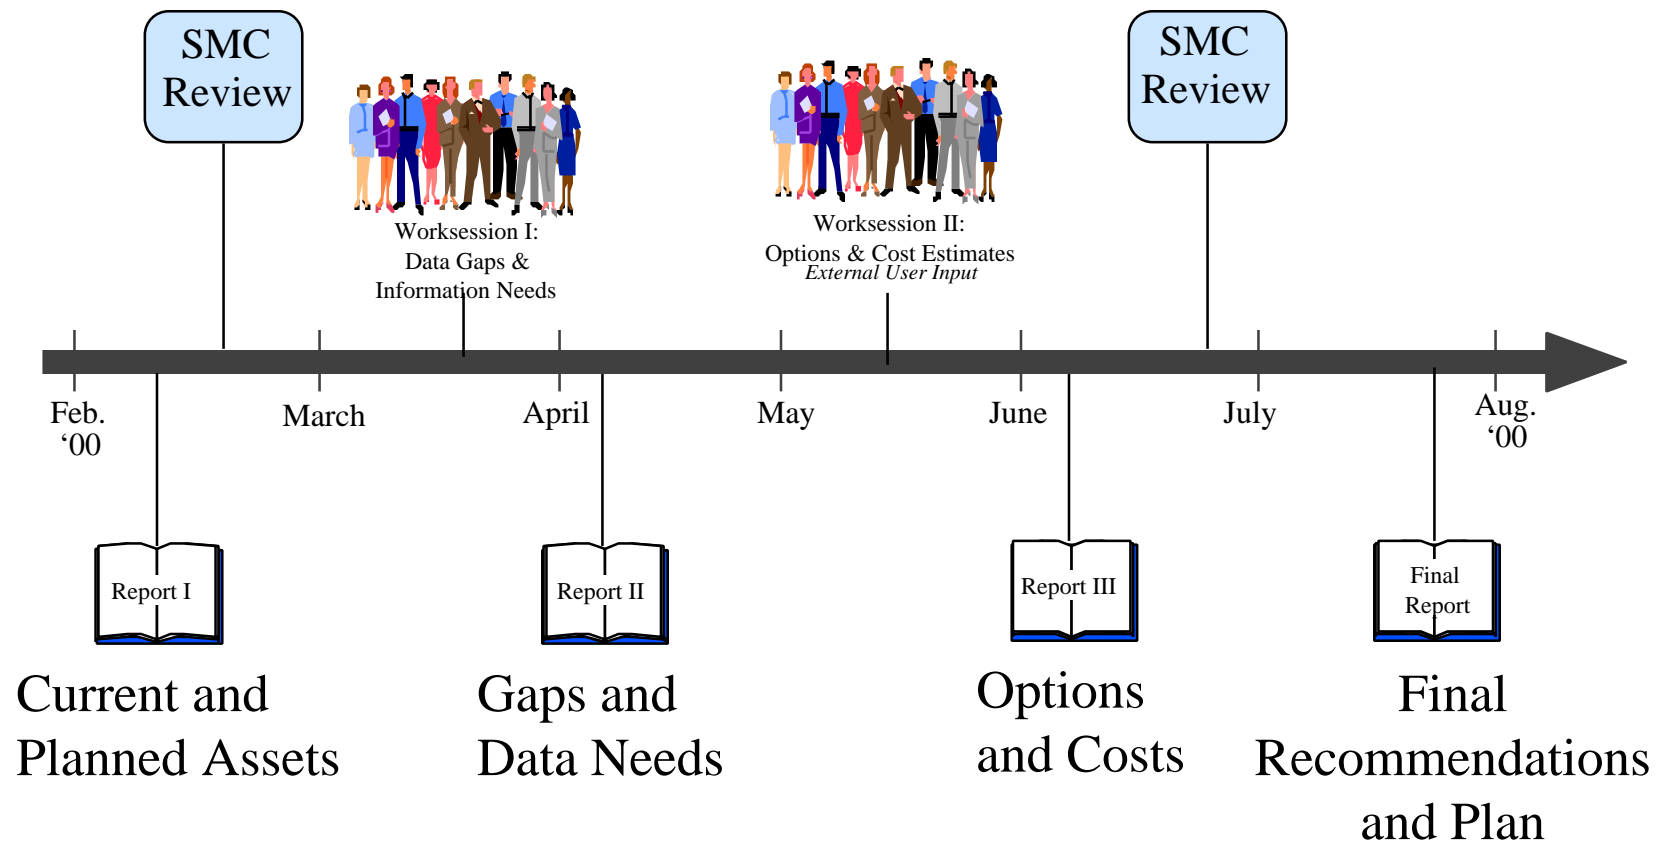 SMC
Review
SMC
Review
Worksession I:
Data Gaps &
Information Needs
Worksession II:
Options & Cost Estimates
External User Input
Feb.
‘00
March
April
May
June
July
Aug.
‘00
Report I
Report II
Report III
Final
Report
Current and
Planned Assets
Gaps and
Data Needs
Options
and Costs
Final
Recommendations
and Plan